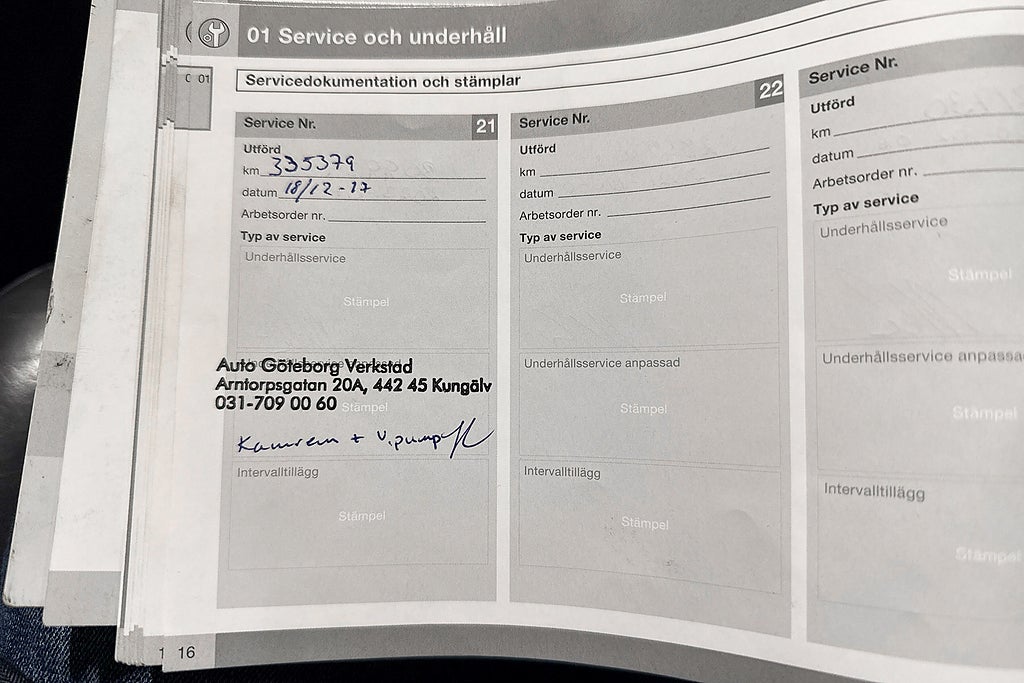 01 Service och underhåll
01
Servicedokumentation och stämplar
Service Nr. 21
Utförd
km 335379
datum 18/12-17
Arbetsorder nr.
Typ av service
Underhållsservice
Stämpel
Underhållsservice anpassad
Auto Göteborg Verkstad
Arntorpsgatan 20A, 442 45 Kungälv
031-709 00 60
Stämpel
Kamrem + v.pump
Intervalltillägg
Stämpel
Service Nr. 22
Utförd
km
datum
Arbetsorder nr.
Typ av service
Underhållsservice
Stämpel
Underhållsservice anpassad
Stämpel
Intervalltillägg
Stämpel
Service Nr.
Utförd
km
datum
Arbetsorder nr.
Typ av service
Underhållsservice
Stämpel
Underhållsservice anpassa
Stämpel
Intervalltillägg
Stämpel
1 16